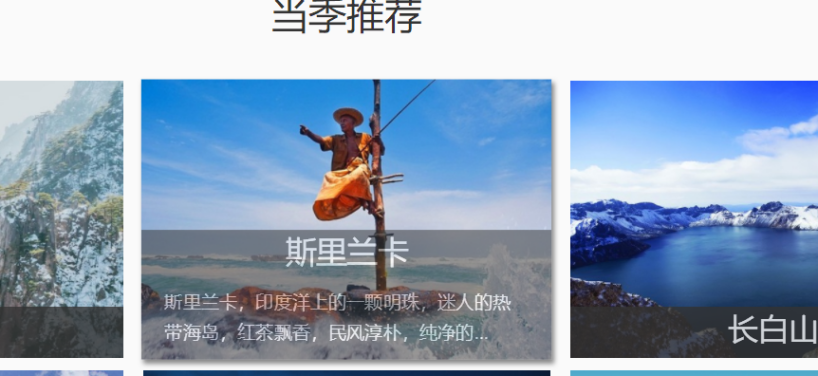 当季推荐
斯里兰卡
斯里兰卡，印度洋上的一颗明珠，迷人的热
带海岛，红茶飘香，民风淳朴，纯净的...
长白山